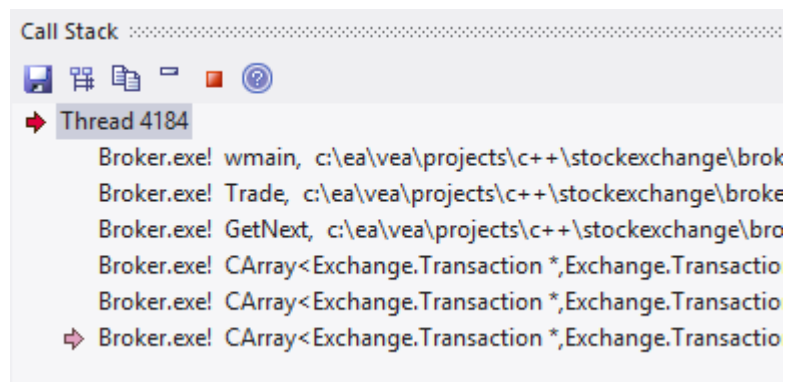 Call Stack
Thread 4184
Broker.exe! wmain, c:\ea\vea\projects\c++\stockexchange\brok
Broker.exe! Trade, c:\ea\vea\projects\c++\stockexchange\broke
Broker.exe! GetNext, c:\ea\vea\projects\c++\stockexchange\bro
Broker.exe! CArray<Exchange.Transaction *,Exchange.Transactio
Broker.exe! CArray<Exchange.Transaction *,Exchange.Transactio
Broker.exe! CArray<Exchange.Transaction *,Exchange.Transactio